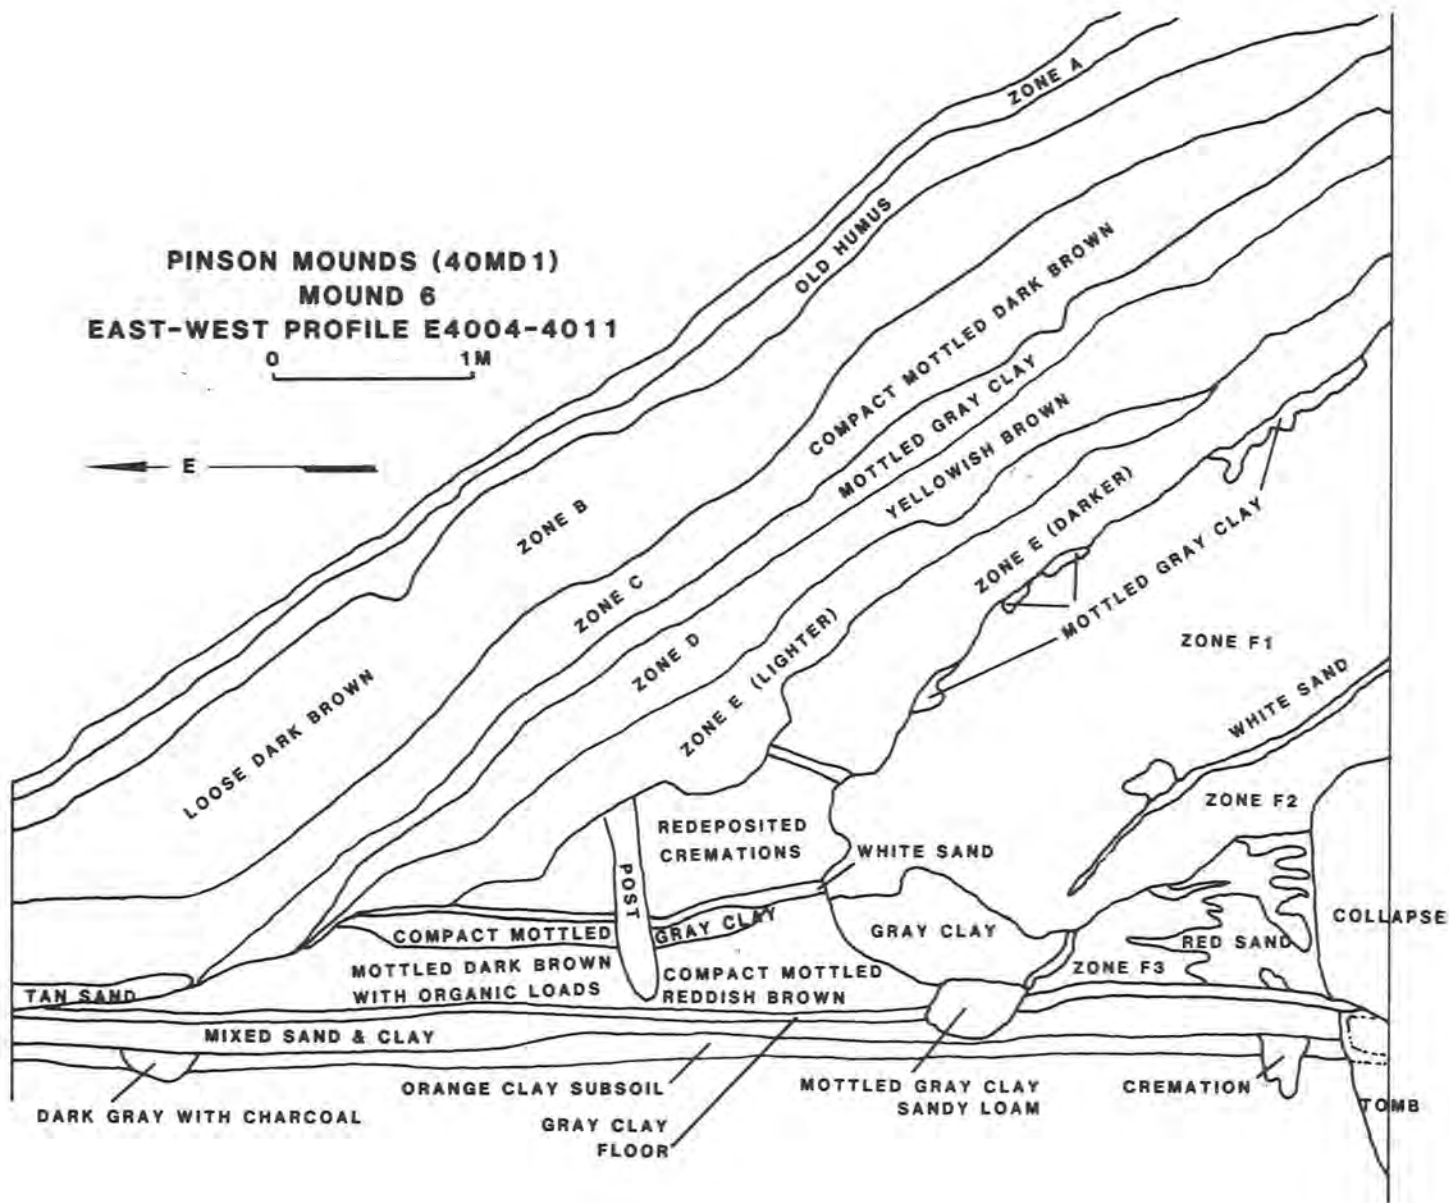 ZONE A
OLD HUMUS
PINSON MOUNDS (40MD1)
MOUND 6
EAST-WEST PROFILE E4004-4011
0 1M
E
COMPACT MOTTLED DARK BROWN
MOTTLED GRAY CLAY
YELLOWISH BROWN
ZONE B
ZONE C
ZONE D
ZONE E (DARKER)
ZONE E (LIGHTER)
MOTTLED GRAY CLAY
ZONE F1
WHITE SAND
LOOSE DARK BROWN
ZONE F2
REDEPOSITED
CREMATIONS
WHITE SAND
POST
COLLAPSE
COMPACT MOTTLED
GRAY CLAY
GRAY CLAY
RED SAND
MOTTLED DARK BROWN
WITH ORGANIC LOADS
COMPACT MOTTLED
REDDISH BROWN
ZONE F3
TAN SAND
MIXED SAND & CLAY
ORANGE CLAY SUBSOIL
MOTTLED GRAY CLAY
SANDY LOAM
CREMATION
TOMB
DARK GRAY WITH CHARCOAL
GRAY CLAY
FLOOR